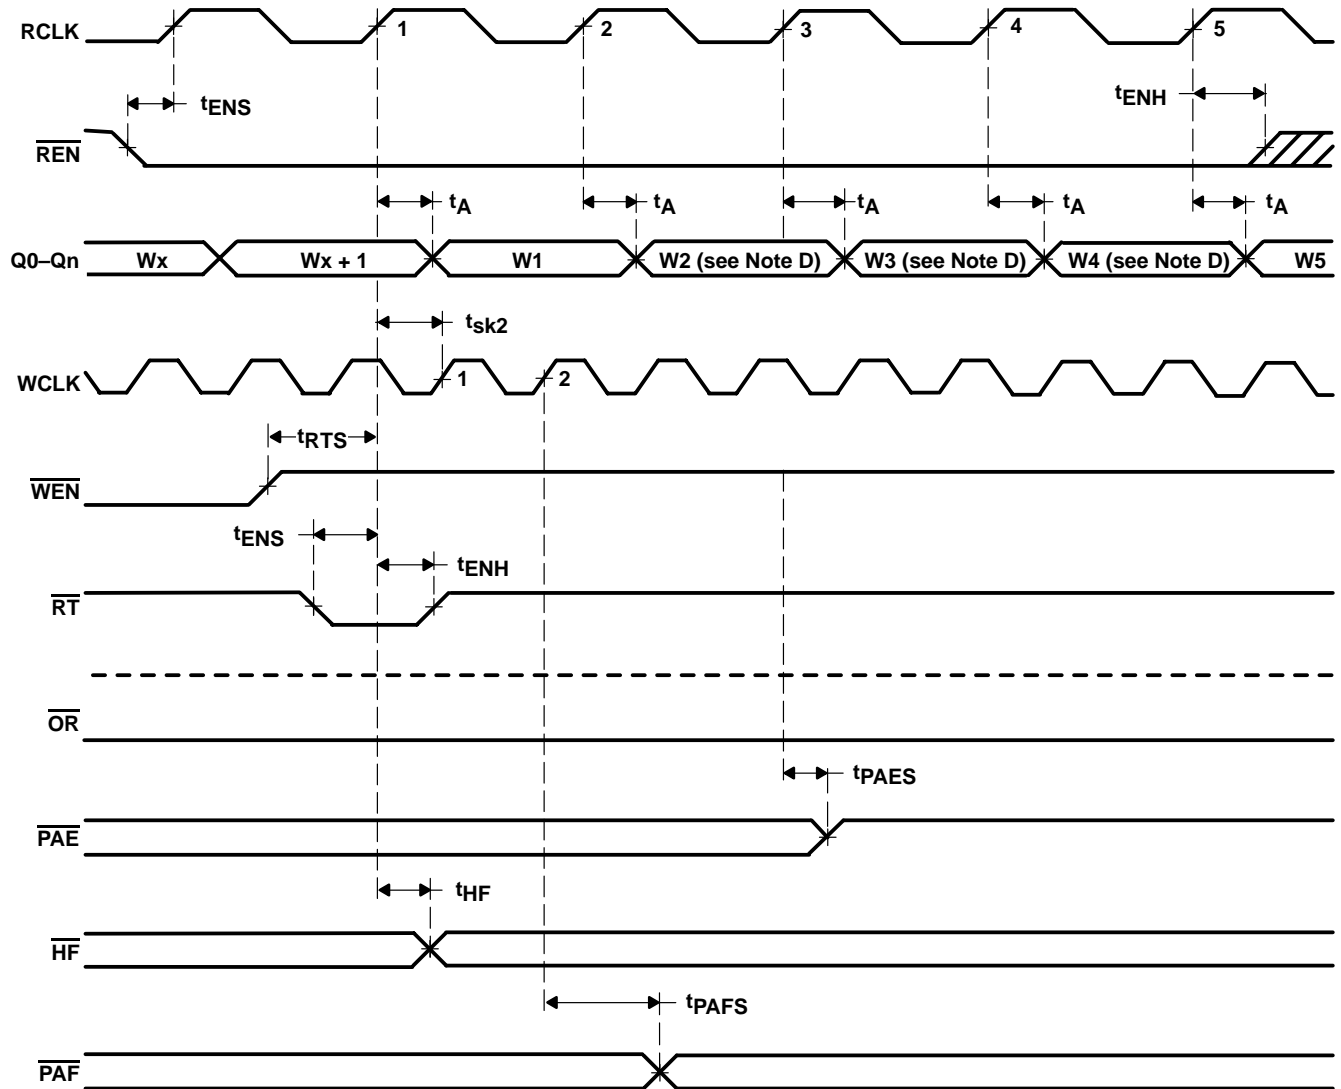 RCLK 1 2 3 4 5
tENS tENH
REN
tA tA tA tA tA
Q0–Qn Wx Wx + 1 W1 W2 (see Note D) W3 (see Note D) W4 (see Note D) W5
tsk2
WCLK 1 2
tRTS
WEN
tENS
tENH
RT
OR
tPAES
PAE
tHF
HF
tPAFS
PAF